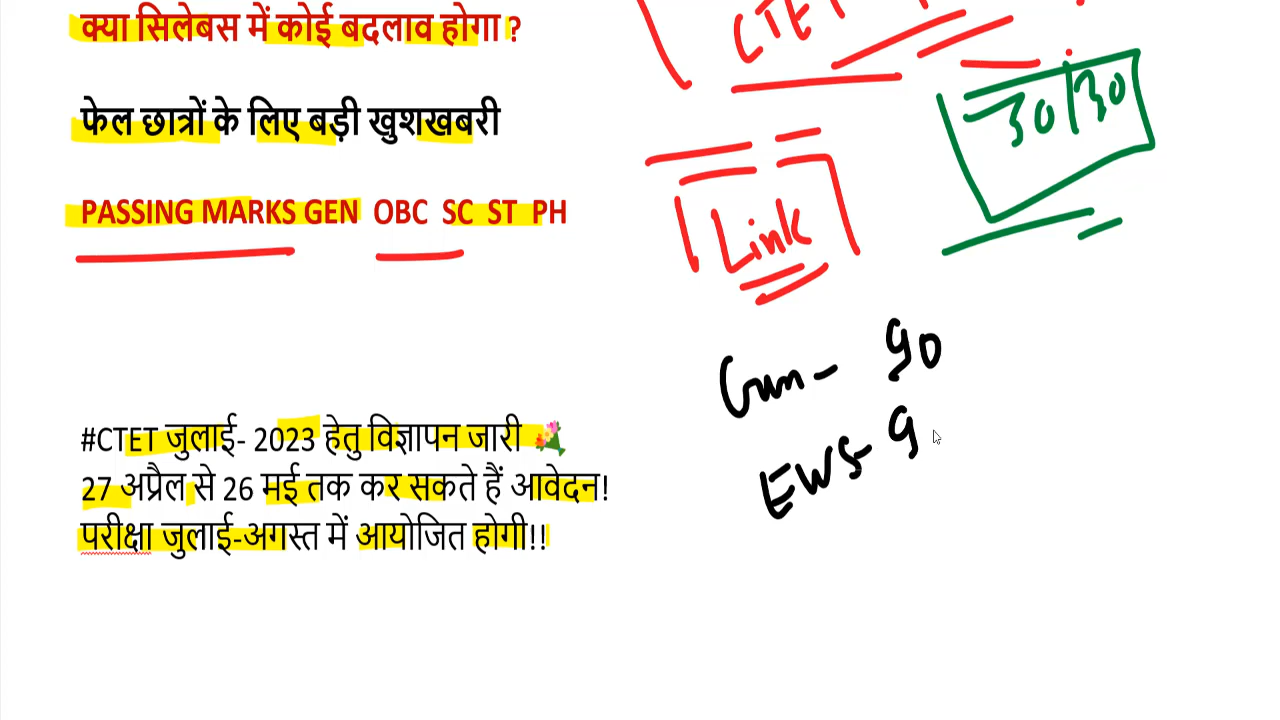 क्या सिलेबस में कोई बदलाव होगा ?
CTET
30/30
फेल छात्रों के लिए बड़ी खुशखबरी
PASSING MARKS GEN OBC SC ST PH
Link
Gen- 90
EWS- 9
#CTET जुलाई- 2023 हेतु विज्ञापन जारी 💐
27 अप्रैल से 26 मई तक कर सकते हैं आवेदन!
परीक्षा जुलाई-अगस्त में आयोजित होगी!!